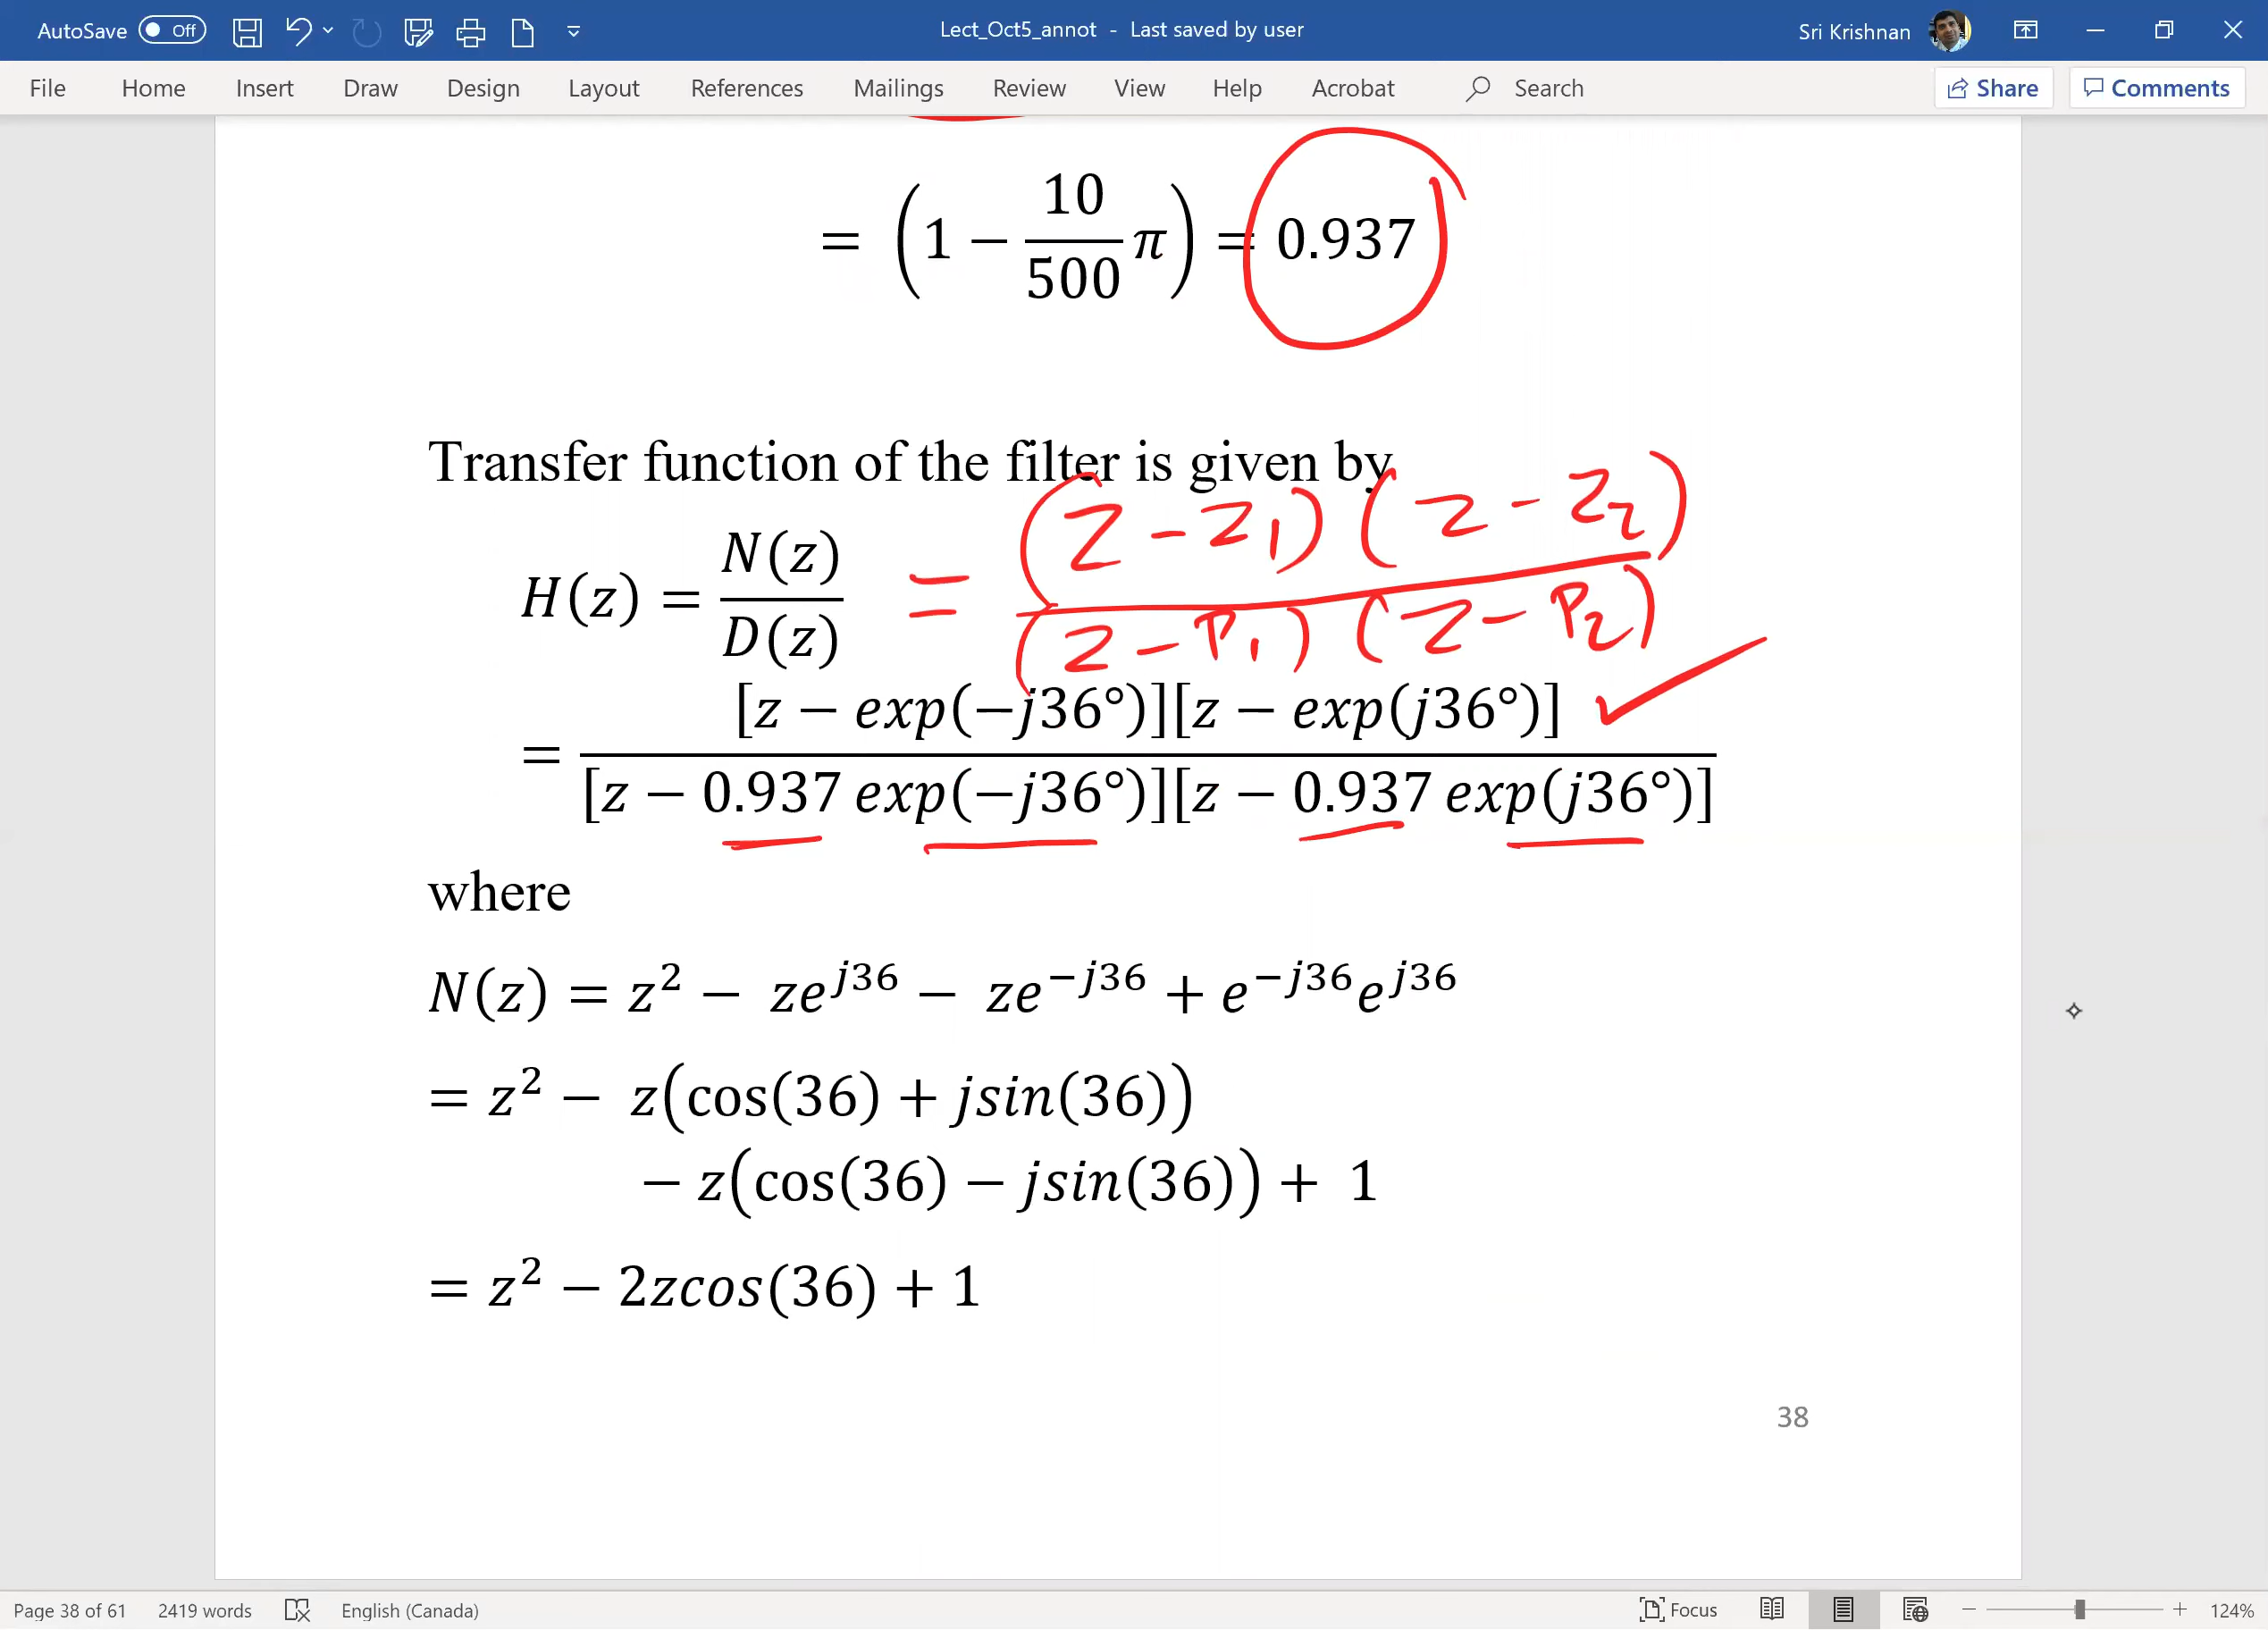 AutoSave Off Lect_Oct5_annot - Last saved by user Sri Krishnan
File Home Insert Draw Design Layout References Mailings Review View Help Acrobat Search Share Comments
= (1 − 10/500 π) = 0.937
Transfer function of the filter is given by
H(z) = N(z)/D(z) = (z − z₁)(z − z₂)/(z − P₁)(z − P₂)
= [z − exp(−j36°)][z − exp(j36°)]/[z − 0.937 exp(−j36°)][z − 0.937 exp(j36°)]
where
N(z) = z² − ze^{j36} − ze^{−j36} + e^{−j36}e^{j36}
= z² − z(cos(36) + jsin(36))
− z(cos(36) − jsin(36)) + 1
= z² − 2zcos(36) + 1
38
Page 38 of 61 2419 words English (Canada) Focus 124%